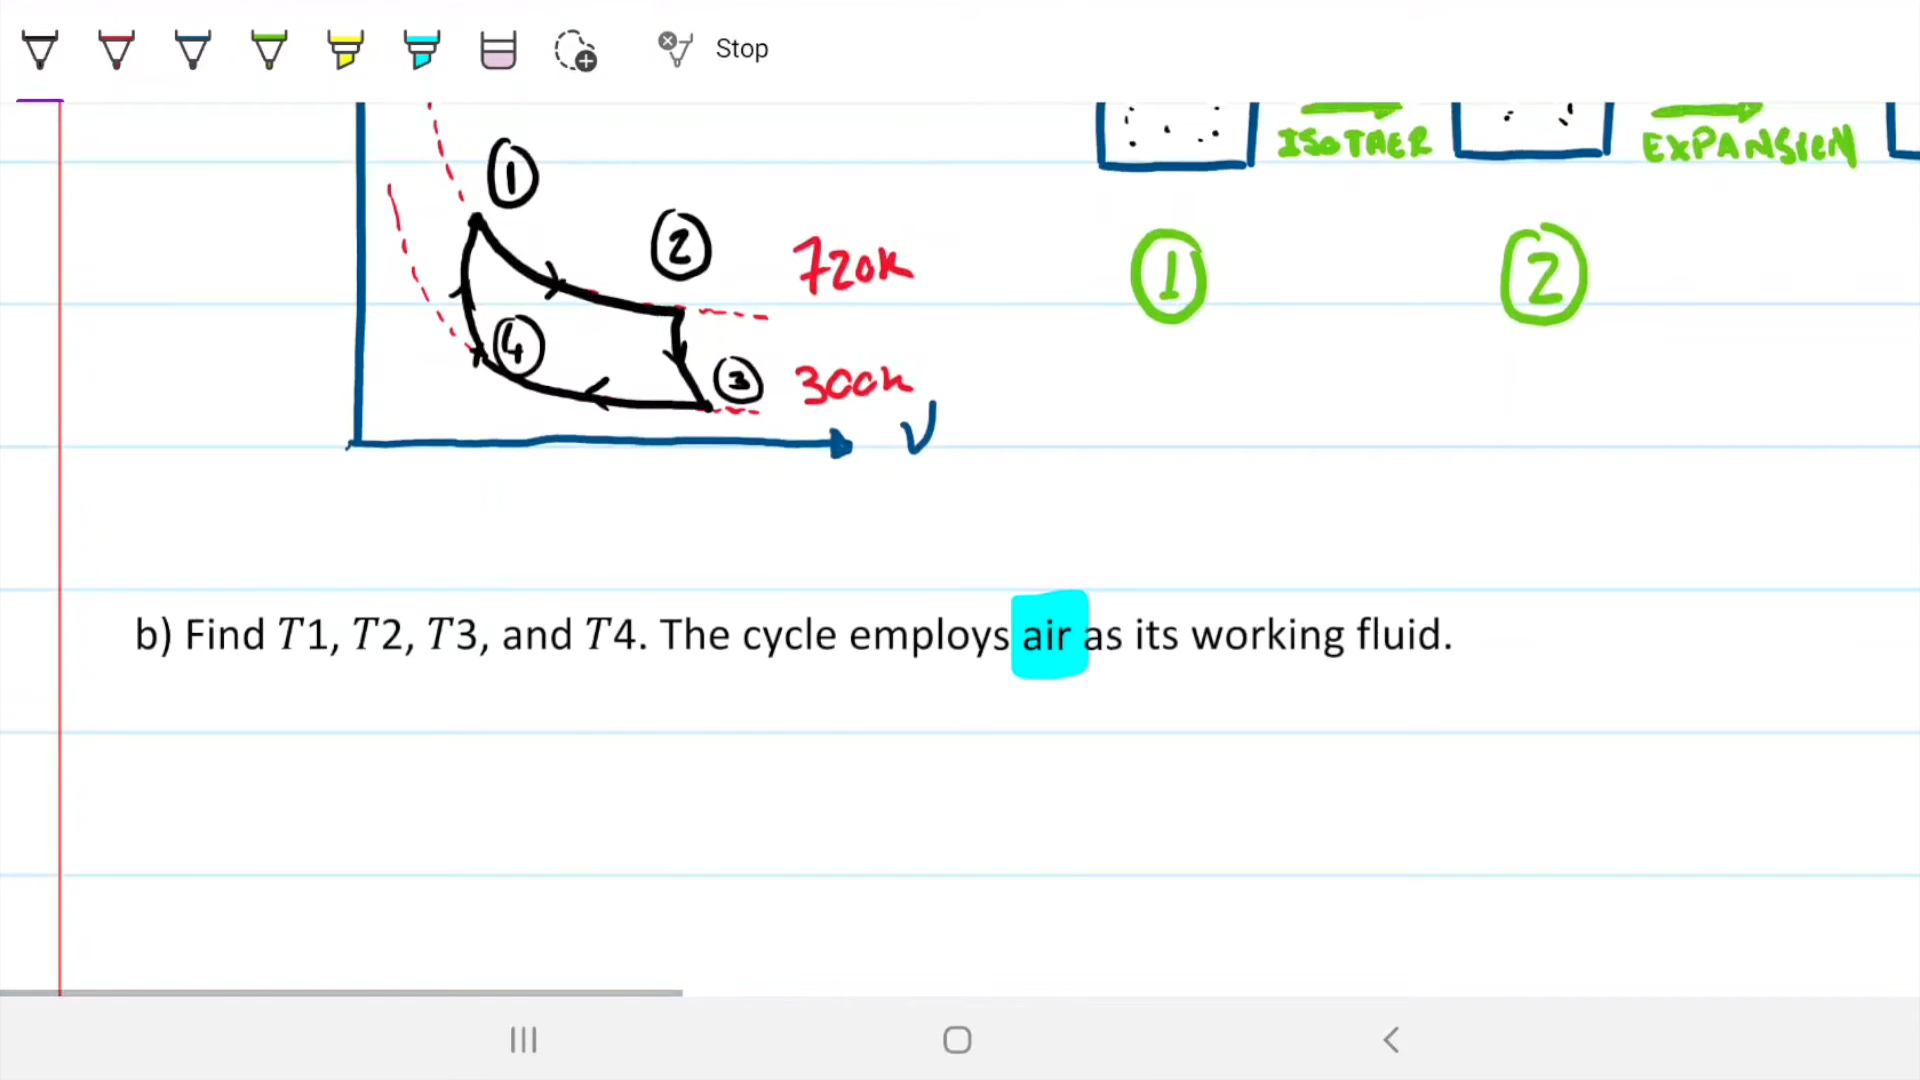 Stop
ISOTHER
EXPANSION
1
2
720K
1
2
4
3
300K
V
b) Find T1, T2, T3, and T4. The cycle employs air as its working fluid.